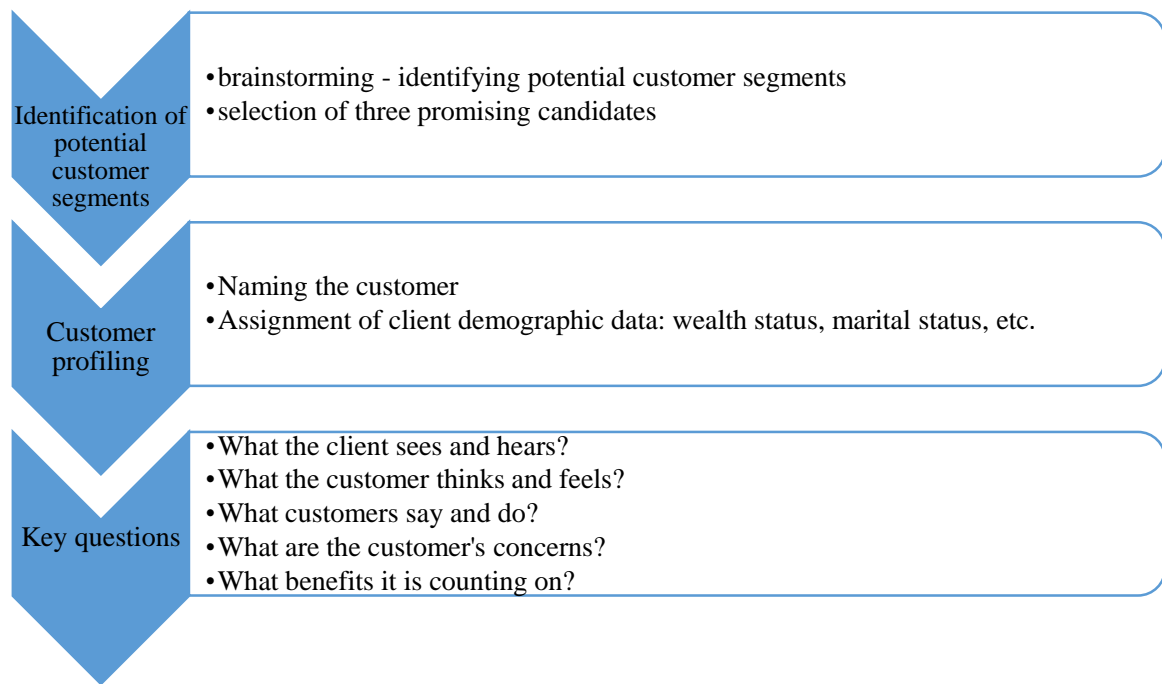 Identification of
potential
customer
segments
•brainstorming - identifying potential customer segments
•selection of three promising candidates
Customer
profiling
•Naming the customer
•Assignment of client demographic data: wealth status, marital status, etc.
Key questions
•What the client sees and hears?
•What the customer thinks and feels?
•What customers say and do?
•What are the customer's concerns?
•What benefits it is counting on?